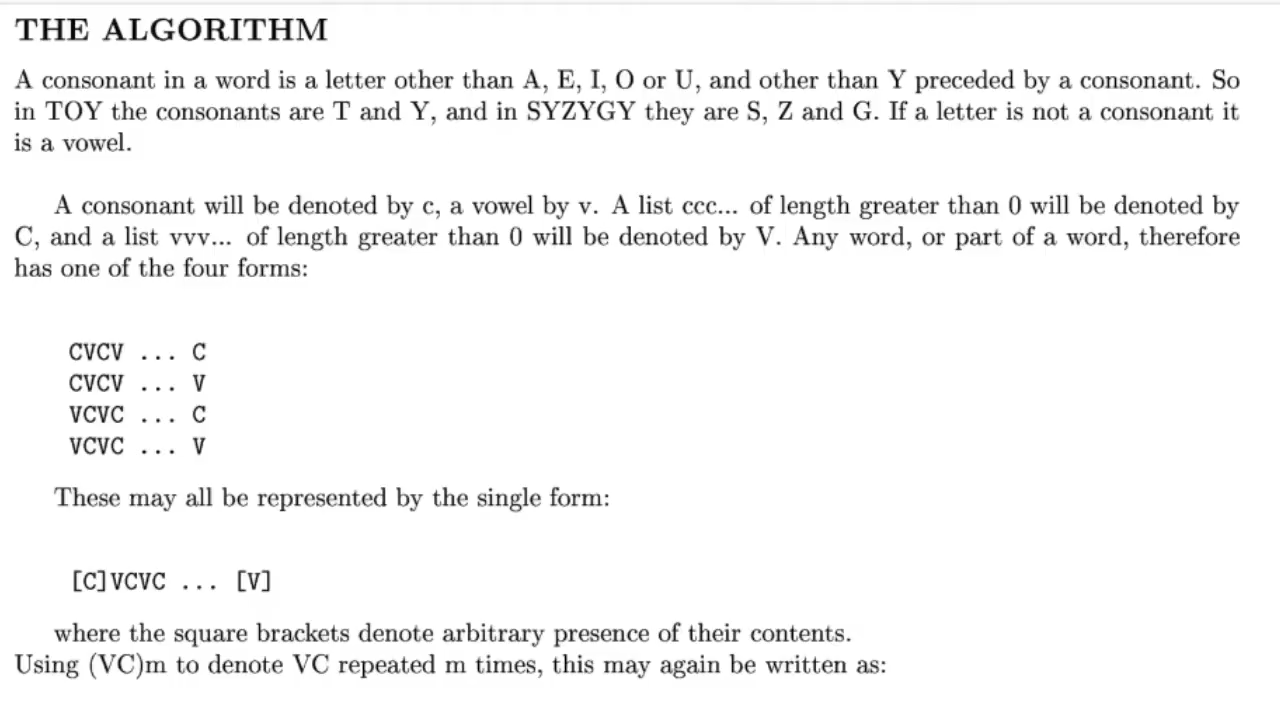 THE ALGORITHM
A consonant in a word is a letter other than A, E, I, O or U, and other than Y preceded by a consonant. So
in TOY the consonants are T and Y, and in SYZYGY they are S, Z and G. If a letter is not a consonant it
is a vowel.
A consonant will be denoted by c, a vowel by v. A list ccc... of length greater than 0 will be denoted by
C, and a list vvv... of length greater than 0 will be denoted by V. Any word, or part of a word, therefore
has one of the four forms:
CVCV ... C
CVCV ... V
VCVC ... C
VCVC ... V
These may all be represented by the single form:
[C]VCVC ... [V]
where the square brackets denote arbitrary presence of their contents.
Using (VC)m to denote VC repeated m times, this may again be written as: